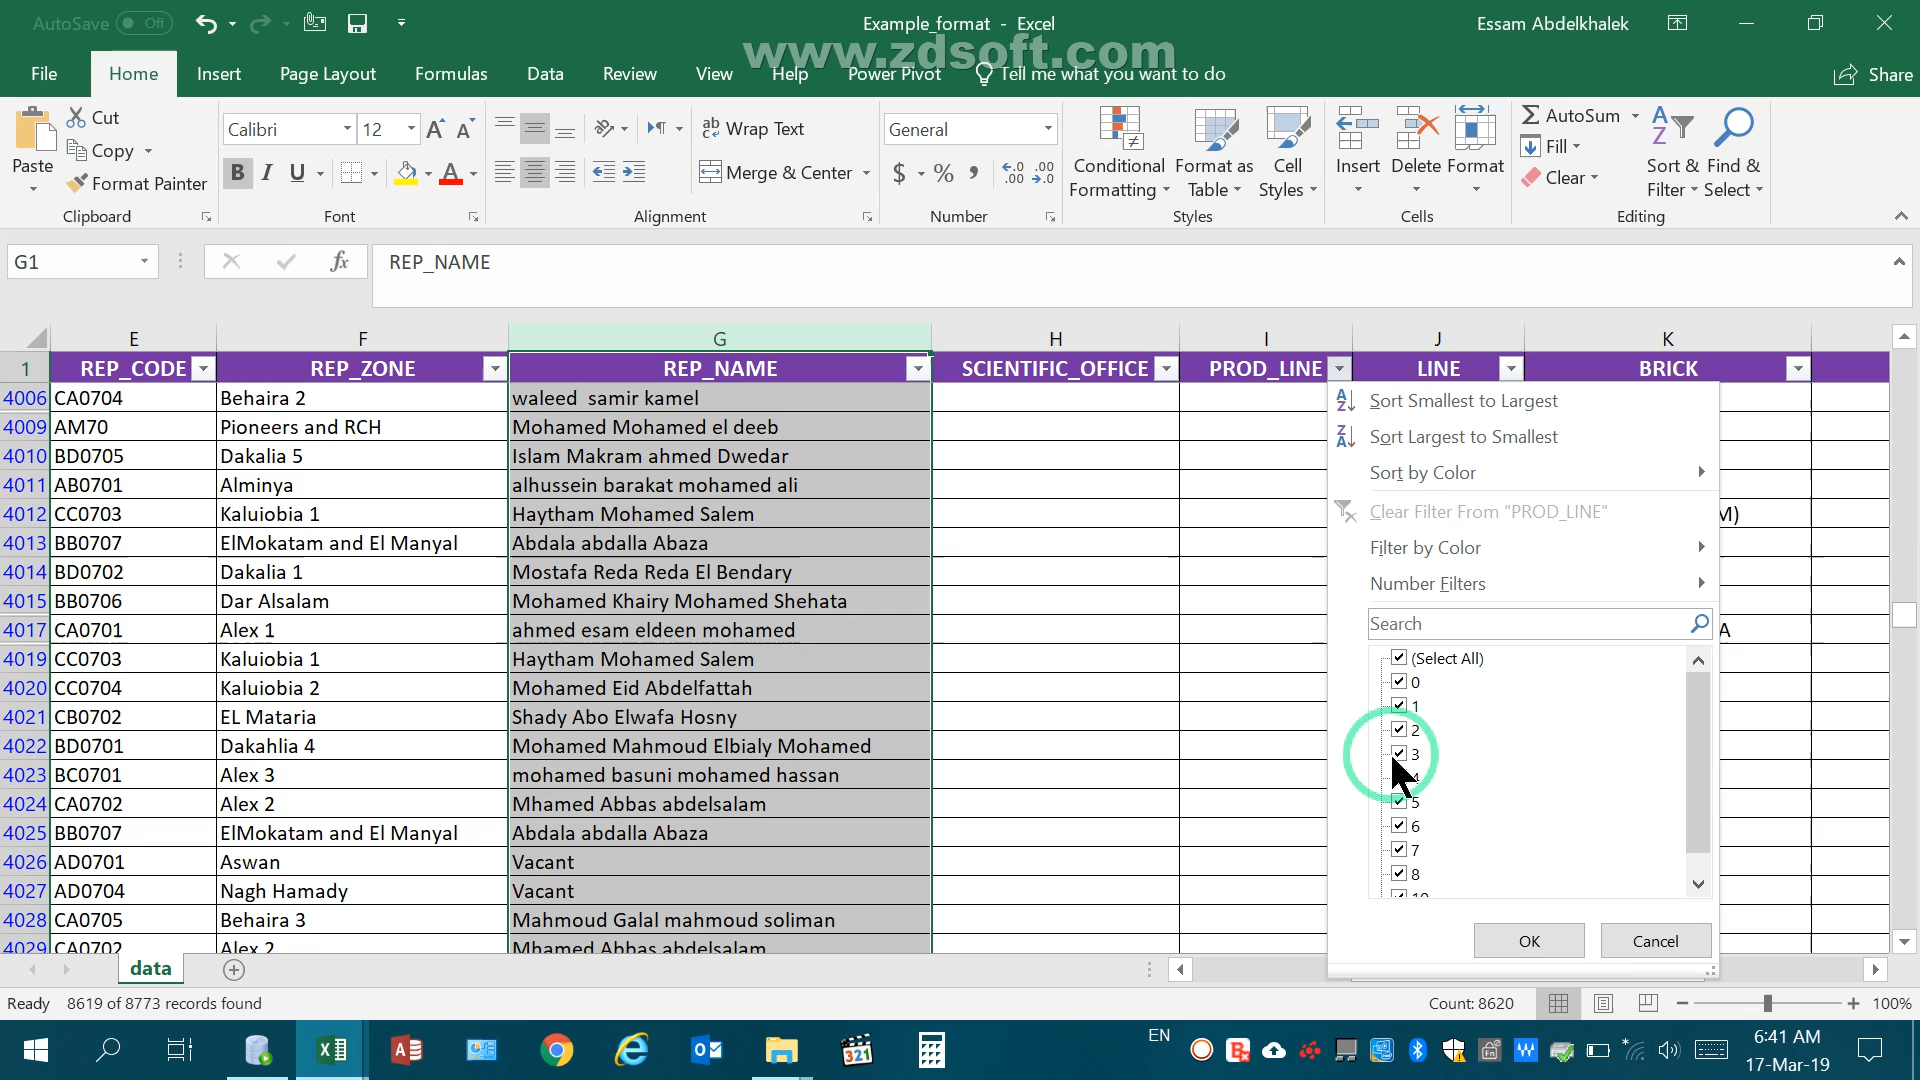 AutoSave Off
Example_format - Excel
Essam Abdelkhalek
www.zdsoft.com
File Home Insert Page Layout Formulas Data Review View Help Power Pivot Tell me what you want to do Share
Paste
Cut
Copy
Format Painter
Clipboard
Calibri 12
B I U
Font
Wrap Text
Merge & Center
Alignment
General
$ % ,
Number
Conditional Formatting
Format as Table
Cell Styles
Styles
Insert Delete Format
Cells
AutoSum
Fill
Clear
Sort & Filter
Find & Select
Editing
G1 fx REP_NAME
E F G H I J K
1 REP_CODE REP_ZONE REP_NAME SCIENTIFIC_OFFICE PROD_LINE LINE BRICK
4006 CA0704 Behaira 2 waleed samir kamel
4009 AM70 Pioneers and RCH Mohamed Mohamed el deeb
4010 BD0705 Dakalia 5 Islam Makram ahmed Dwedar
4011 AB0701 Alminya alhussein barakat mohamed ali
4012 CC0703 Kaluiobia 1 Haytham Mohamed Salem M)
4013 BB0707 ElMokatam and El Manyal Abdala abdalla Abaza
4014 BD0702 Dakalia 1 Mostafa Reda Reda El Bendary
4015 BB0706 Dar Alsalam Mohamed Khairy Mohamed Shehata
4017 CA0701 Alex 1 ahmed esam eldeen mohamed A
4019 CC0703 Kaluiobia 1 Haytham Mohamed Salem
4020 CC0704 Kaluiobia 2 Mohamed Eid Abdelfattah
4021 CB0702 EL Mataria Shady Abo Elwafa Hosny
4022 BD0701 Dakahlia 4 Mohamed Mahmoud Elbialy Mohamed
4023 BC0701 Alex 3 mohamed basuni mohamed hassan
4024 CA0702 Alex 2 Mhamed Abbas abdelsalam
4025 BB0707 ElMokatam and El Manyal Abdala abdalla Abaza
4026 AD0701 Aswan Vacant
4027 AD0704 Nagh Hamady Vacant
4028 CA0705 Behaira 3 Mahmoud Galal mahmoud soliman
4029 CA0702 Alex 2 Mhamed Abbas abdelsalam
Sort Smallest to Largest
Sort Largest to Smallest
Sort by Color
Clear Filter From "PROD_LINE"
Filter by Color
Number Filters
Search
(Select All)
0
1
2
3
4
5
6
7
8
10
OK Cancel
data
Ready 8619 of 8773 records found Count: 8620 100%
EN
6:41 AM
17-Mar-19